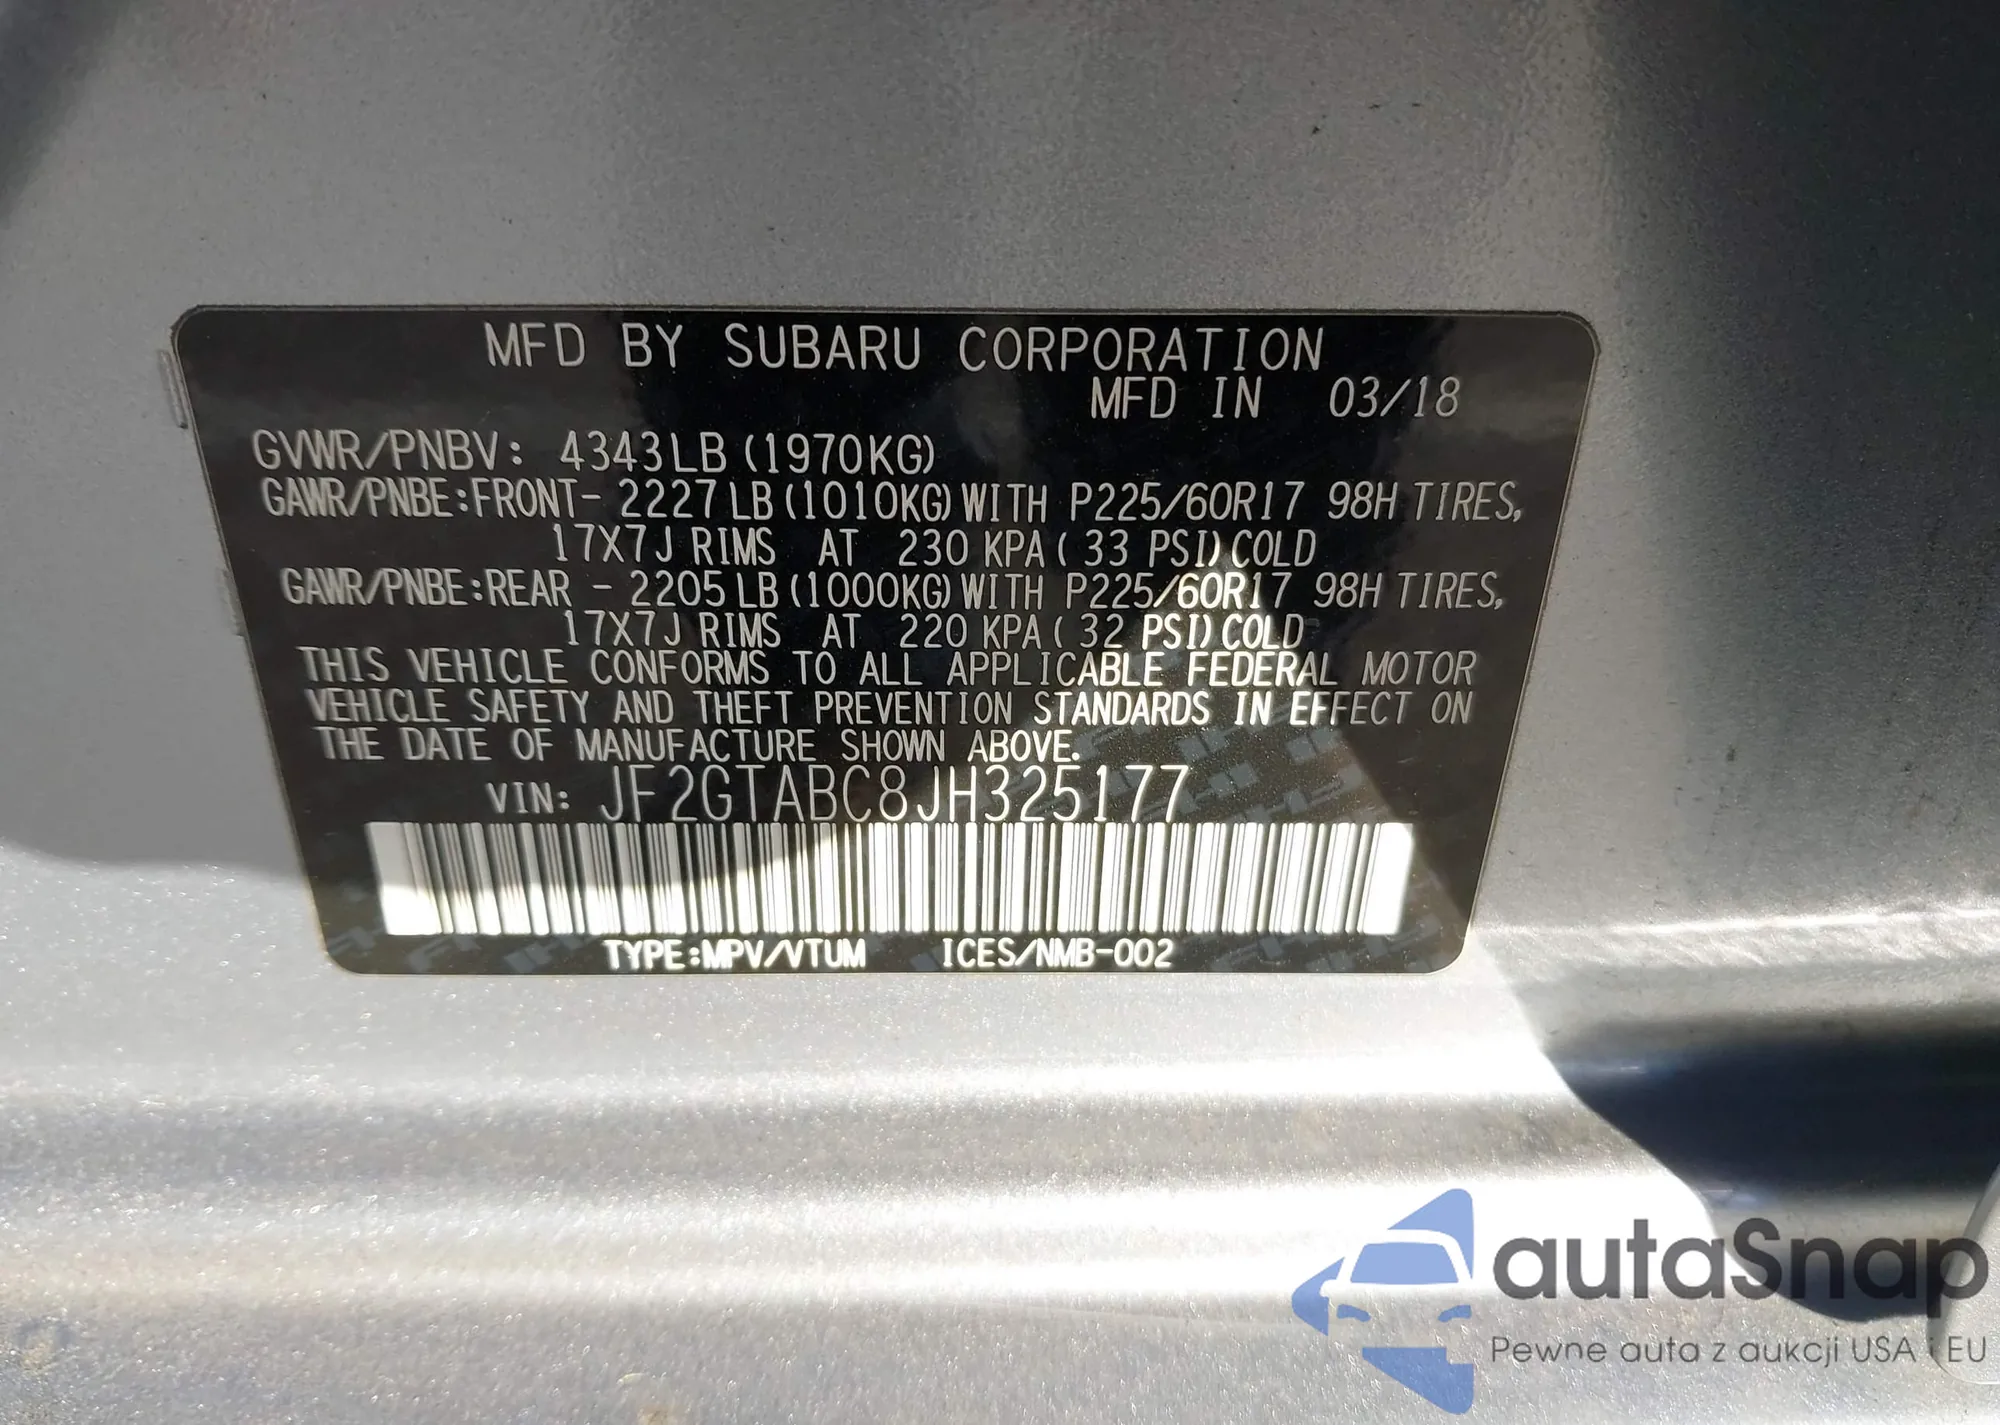 MFD BY SUBARU CORPORATION
MFD IN 03/18
GVWR/PNBV: 4343LB(1970KG)
GAWR/PNBE:FRONT- 2227LB(1010KG)WITH P225/60R17 98H TIRES,
17X7J RIMS AT 230 KPA( 33 PSI)COLD
GAWR/PNBE:REAR - 2205LB(1000KG)WITH P225/60R17 98H TIRES,
17X7J RIMS AT 220 KPA( 32 PSI)COLD
THIS VEHICLE CONFORMS TO ALL APPLICABLE FEDERAL MOTOR
VEHICLE SAFETY AND THEFT PREVENTION STANDARDS IN EFFECT ON
THE DATE OF MANUFACTURE SHOWN ABOVE.
VIN: JF2GTABC8JH325177
TYPE:MPV/VTUM ICES/NMB-002
autaSnap
Pewne auta z aukcji USA i EU